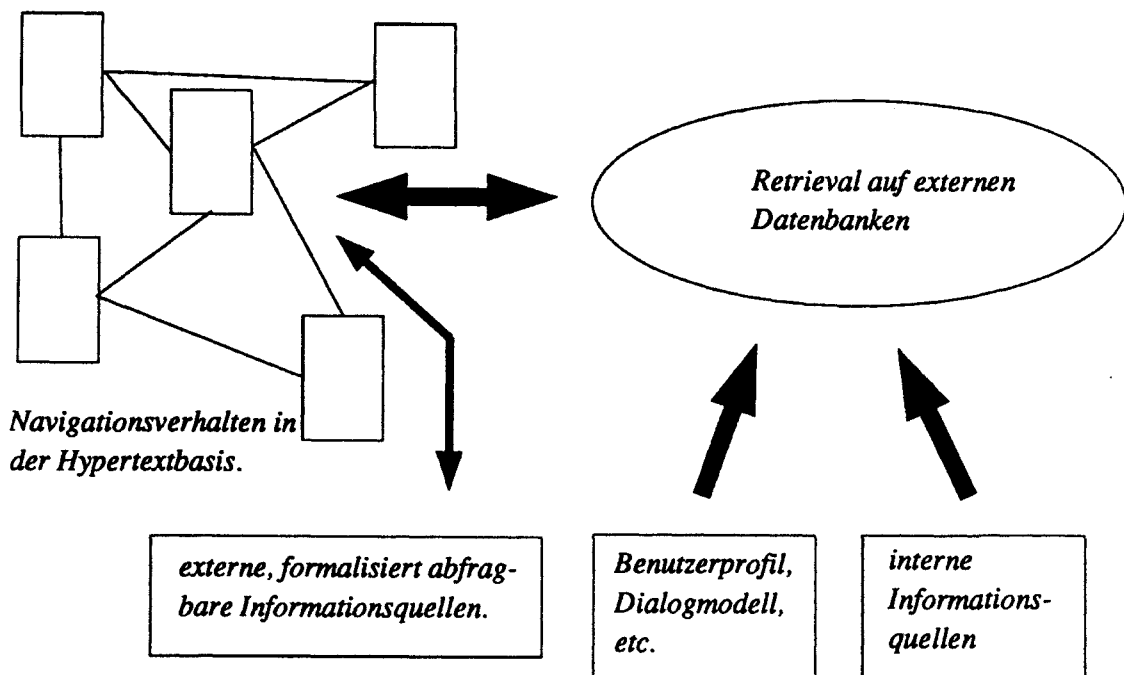 Retrieval auf externen
Datenbanken
Navigationsverhalten in
der Hypertextbasis.
externe, formalisiert abfrag-
bare Informationsquellen.
Benutzerprofil,
Dialogmodell,
etc.
interne
Informations-
quellen